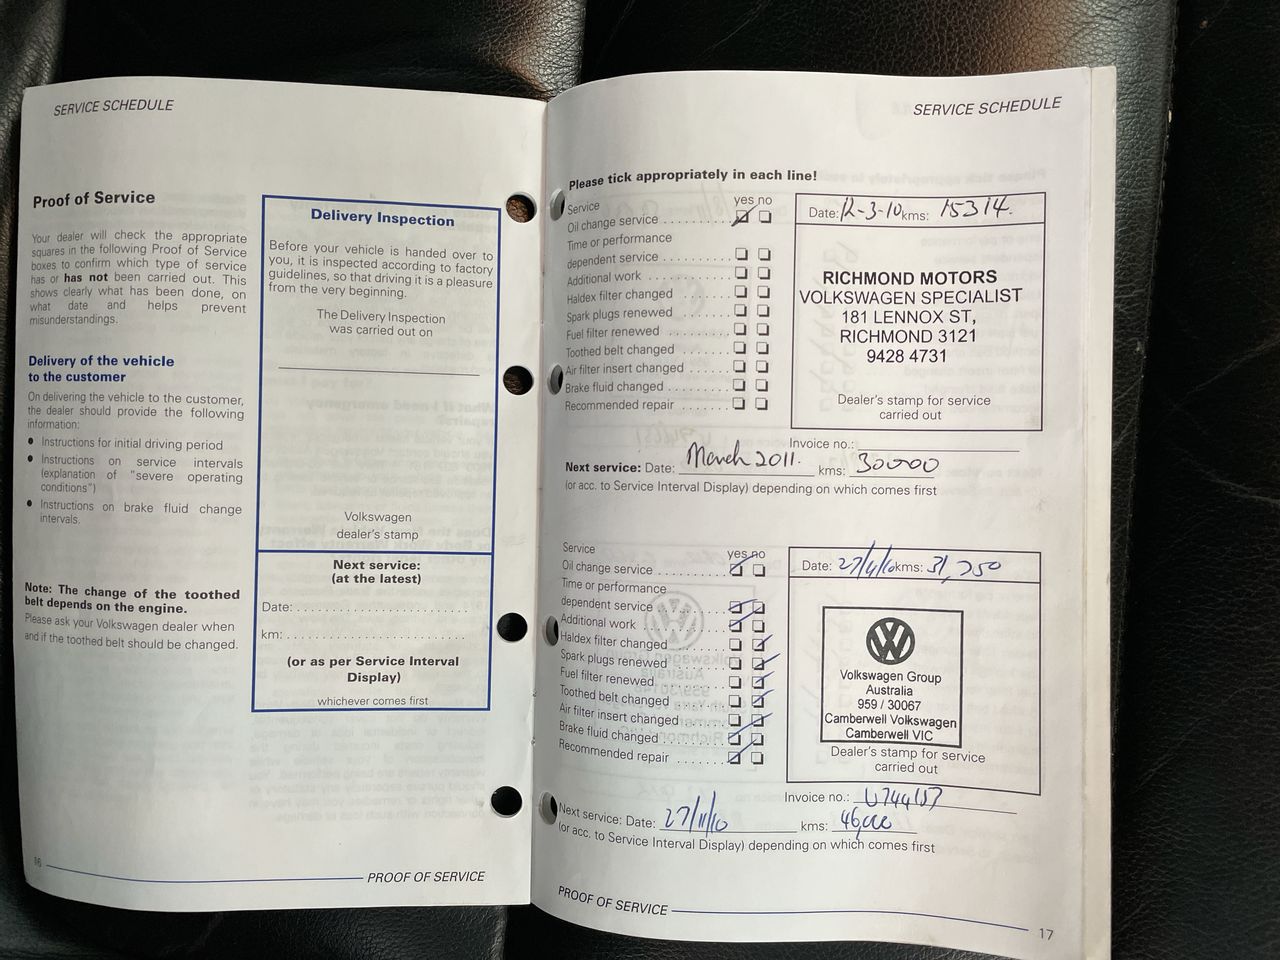 SERVICE SCHEDULE
Proof of Service
Your dealer will check the appropriate
squares in the following Proof of Service
boxes to confirm which type of service
has or has not been carried out. This
shows clearly what has been done, on
what date and helps prevent
misunderstandings.
Delivery of the vehicle
to the customer
On delivering the vehicle to the customer,
the dealer should provide the following
information:
• Instructions for initial driving period
• Instructions on service intervals
(explanation of "severe operating
conditions")
• Instructions on brake fluid change
intervals.
Note: The change of the toothed
belt depends on the engine.
Please ask your Volkswagen dealer when
and if the toothed belt should be changed.
Delivery Inspection
Before your vehicle is handed over to
you, it is inspected according to factory
guidelines, so that driving it is a pleasure
from the very beginning.
The Delivery Inspection
was carried out on
Volkswagen
dealer's stamp
Next service:
(at the latest)
Date:
km:
(or as per Service Interval
Display)
whichever comes first
16
PROOF OF SERVICE
SERVICE SCHEDULE
Please tick appropriately in each line!
Service yes no
Oil change service
Time or performance
dependent service
Additional work
Haldex filter changed
Spark plugs renewed
Fuel filter renewed
Toothed belt changed
Air filter insert changed
Brake fluid changed
Recommended repair
Date: 12-3-10 kms: 15314.
RICHMOND MOTORS
VOLKSWAGEN SPECIALIST
181 LENNOX ST,
RICHMOND 3121
9428 4731
Dealer's stamp for service
carried out
Invoice no.:
Next service: Date: March 2011. kms: 30000
(or acc. to Service Interval Display) depending on which comes first
Service yes no
Oil change service
Time or performance
dependent service
Additional work
Haldex filter changed
Spark plugs renewed
Fuel filter renewed
Toothed belt changed
Air filter insert changed
Brake fluid changed
Recommended repair
Date: 27/4/10 kms: 31,750
Volkswagen Group
Australia
959 / 30067
Camberwell Volkswagen
Camberwell VIC
Dealer's stamp for service
carried out
Invoice no.:
Next service: Date: 27/11/10 kms: 46,000
(or acc. to Service Interval Display) depending on which comes first
PROOF OF SERVICE
17